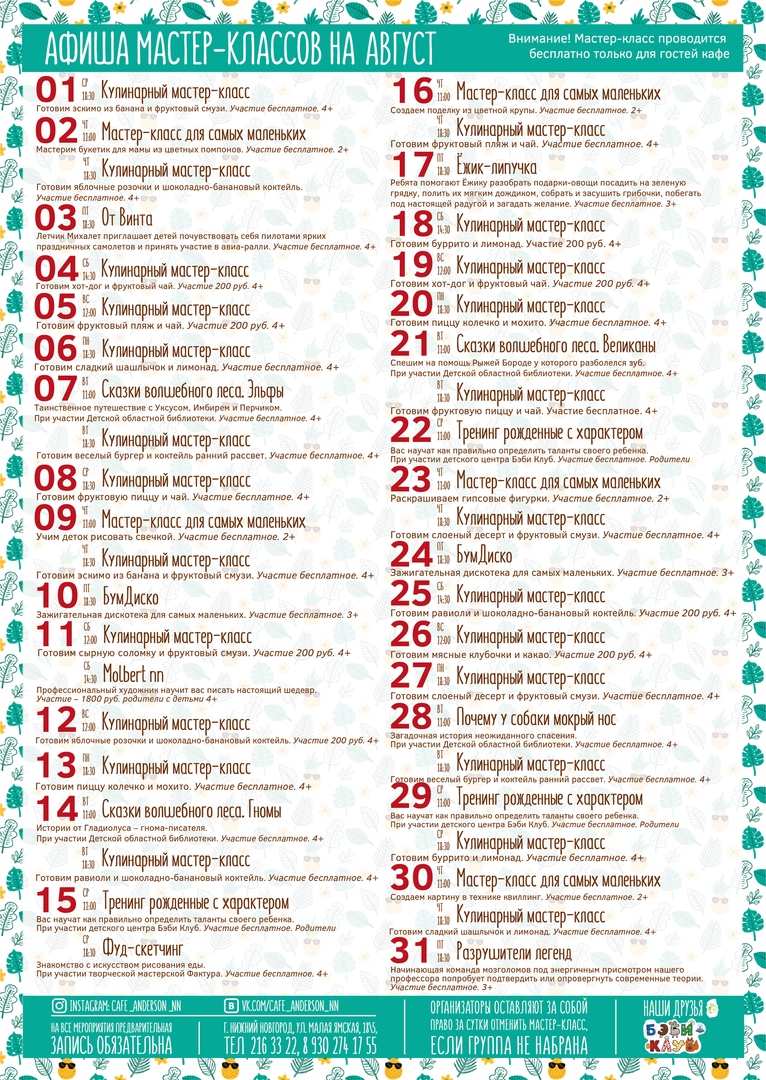 АФИША МАСТЕР-КЛАССОВ НА АВГУСТ
Внимание! Мастер-класс проводится
бесплатно только для гостей кафе
01 СР 18:30 Кулинарный мастер-класс
Готовим эскимо из банана и фруктовый смузи. Участие бесплатное. 4+
02 ЧТ 11:00 Мастер-класс для самых маленьких
Мастерим букетик для мамы из цветных помпонов. Участие бесплатное. 2+
ЧТ 18:30 Кулинарный мастер-класс
Готовим яблочные розочки и шоколадно-банановый коктейль.
Участие бесплатное. 4+
03 ПТ 18:30 От Винта
Летчик Михалет приглашает детей почувствовать себя пилотами ярких
праздничных самолетов и принять участие в авиа-ралли. Участие бесплатное. 4+
04 СБ 14:30 Кулинарный мастер-класс
Готовим хот-дог и фруктовый чай. Участие 200 руб. 4+
05 ВС 12:00 Кулинарный мастер-класс
Готовим фруктовый пляж и чай. Участие 200 руб. 4+
06 ПН 18:30 Кулинарный мастер-класс
Готовим сладкий шашлычок и лимонад. Участие бесплатное. 4+
07 ВТ 11:00 Сказки волшебного леса. Эльфы
Таинственное путешествие с Уксусом, Имбирем и Перчиком.
При участии Детской областной библиотеки. Участие бесплатное. 4+
ВТ 18:30 Кулинарный мастер-класс
Готовим веселый бургер и коктейль ранний рассвет. Участие бесплатное. 4+
08 СР 18:30 Кулинарный мастер-класс
Готовим фруктовую пиццу и чай. Участие бесплатное. 4+
09 ЧТ 11:00 Мастер-класс для самых маленьких
Учим деток рисовать свечкой. Участие бесплатное. 2+
ЧТ 18:30 Кулинарный мастер-класс
Готовим эскимо из банана и фруктовый смузи. Участие бесплатное. 4+
10 ПТ 18:30 БумДиско
Зажигательная дискотека для самых маленьких. Участие бесплатное. 3+
11 СБ 12:00 Кулинарный мастер-класс
Готовим сырную соломку и фруктовый смузи. Участие 200 руб. 4+
СБ 14:30 Molbert nn
Профессиональный художник научит вас писать настоящий шедевр.
Участие – 1800 руб. родители с детьми 4+
12 ВС 12:00 Кулинарный мастер-класс
Готовим яблочные розочки и шоколадно-банановый коктейль. Участие 200 руб. 4+
13 ПН 18:30 Кулинарный мастер-класс
Готовим пиццу колечко и мохито. Участие бесплатное. 4+
14 ВТ 11:00 Сказки волшебного леса. Гномы
Истории от Гладиолуса – гнома-писателя.
При участии Детской областной библиотеки. Участие бесплатное. 4+
ВТ 18:30 Кулинарный мастер-класс
Готовим равиоли и шоколадно-банановый коктейль. Участие бесплатное. 4+
15 СР 11:00 Тренинг рожденные с характером
Вас научат как правильно определить таланты своего ребенка.
При участии детского центра Бэби Клуб. Участие бесплатное. Родители
СР 18:30 Фуд-скетчинг
Знакомство с искусством рисования еды.
При участии творческой мастерской Фактура. Участие бесплатное. 4+
16 ЧТ 11:00 Мастер-класс для самых маленьких
Создаем поделку из цветной крупы. Участие бесплатное. 2+
ЧТ 18:30 Кулинарный мастер-класс
Готовим фруктовый пляж и чай. Участие бесплатное. 4+
17 ПТ 18:30 Ёжик-липучка
Ребята помогают Ёжику разобрать подарки-овощи посадить на зеленую
грядку, полить их мягким дождиком, собрать и засушить грибочки, побегать
под настоящей радугой и загадать желание. Участие бесплатное. 3+
18 СБ 14:30 Кулинарный мастер-класс
Готовим буррито и лимонад. Участие 200 руб. 4+
19 ВС 12:00 Кулинарный мастер-класс
Готовим хот-дог и фруктовый чай. Участие 200 руб. 4+
20 ПН 18:30 Кулинарный мастер-класс
Готовим пиццу колечко и мохито. Участие бесплатное. 4+
21 ВТ 11:00 Сказки волшебного леса. Великаны
Спешим на помощь Рыжей Бороде у которого разболелся зуб.
При участии Детской областной библиотеки. Участие бесплатное. 4+
ВТ 18:30 Кулинарный мастер-класс
Готовим фруктовую пиццу и чай. Участие бесплатное. 4+
22 СР 11:00 Тренинг рожденные с характером
Вас научат как правильно определить таланты своего ребенка.
При участии детского центра Бэби Клуб. Участие бесплатное. Родители
23 ЧТ 11:00 Мастер-класс для самых маленьких
Раскрашиваем гипсовые фигурки. Участие бесплатное. 2+
ЧТ 18:30 Кулинарный мастер-класс
Готовим слоеный десерт и фруктовый смузи. Участие бесплатное. 4+
24 ПТ 18:30 БумДиско
Зажигательная дискотека для самых маленьких. Участие бесплатное. 3+
25 СБ 14:30 Кулинарный мастер-класс
Готовим равиоли и шоколадно-банановый коктейль. Участие 200 руб. 4+
26 ВС 12:00 Кулинарный мастер-класс
Готовим мясные клубочки и какао. Участие 200 руб. 4+
27 ПН 18:30 Кулинарный мастер-класс
Готовим слоеный десерт и фруктовый смузи. Участие бесплатное. 4+
28 ВТ 11:00 Почему у собаки мокрый нос
Загадочная история неожиданного спасения.
При участии Детской областной библиотеки. Участие бесплатное. 4+
ВТ 18:30 Кулинарный мастер-класс
Готовим веселый бургер и коктейль ранний рассвет. Участие бесплатное. 4+
29 СР 11:00 Тренинг рожденные с характером
Вас научат как правильно определить таланты своего ребенка.
При участии детского центра Бэби Клуб. Участие бесплатное. Родители
СР 18:30 Кулинарный мастер-класс
Готовим буррито и лимонад. Участие бесплатное. 4+
30 ЧТ 11:00 Мастер-класс для самых маленьких
Создаем картину в технике квиллинг. Участие бесплатное. 2+
ЧТ 18:30 Кулинарный мастер-класс
Готовим сладкий шашлычок и лимонад. Участие бесплатное. 4+
31 ПТ 18:30 Разрушители легенд
Начинающая команда мозголомов под энергичным присмотром нашего
профессора попробует подтвердить или опровергнуть современные теории.
Участие бесплатное. 3+
INSTAGRAM: CAFE_ANDERSON_NN
VK.COM/CAFE_ANDERSON_NN
НА ВСЕ МЕРОПРИЯТИЯ ПРЕДВАРИТЕЛЬНАЯ
ЗАПИСЬ ОБЯЗАТЕЛЬНА
Г. НИЖНИЙ НОВГОРОД, УЛ. МАЛАЯ ЯМСКАЯ, 18\5,
ТЕЛ 216 33 22, 8 930 274 17 55
ОРГАНИЗАТОРЫ ОСТАВЛЯЮТ ЗА СОБОЙ
ПРАВО ЗА СУТКИ ОТМЕНИТЬ МАСТЕР-КЛАСС,
ЕСЛИ ГРУППА НЕ НАБРАНА
НАШИ ДРУЗЬЯ
БЭБИ
КЛУБ